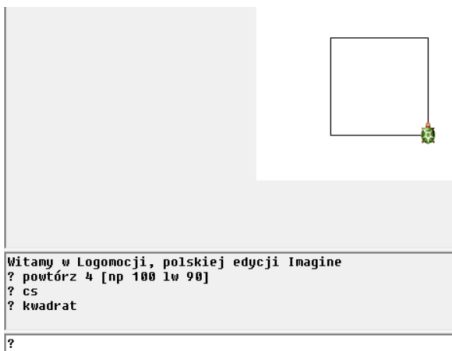 Witamy w Logomocji, polskiej edycji Imagine
? powtórz 4 [np 100 lw 90]
? cs
? kwadrat
?